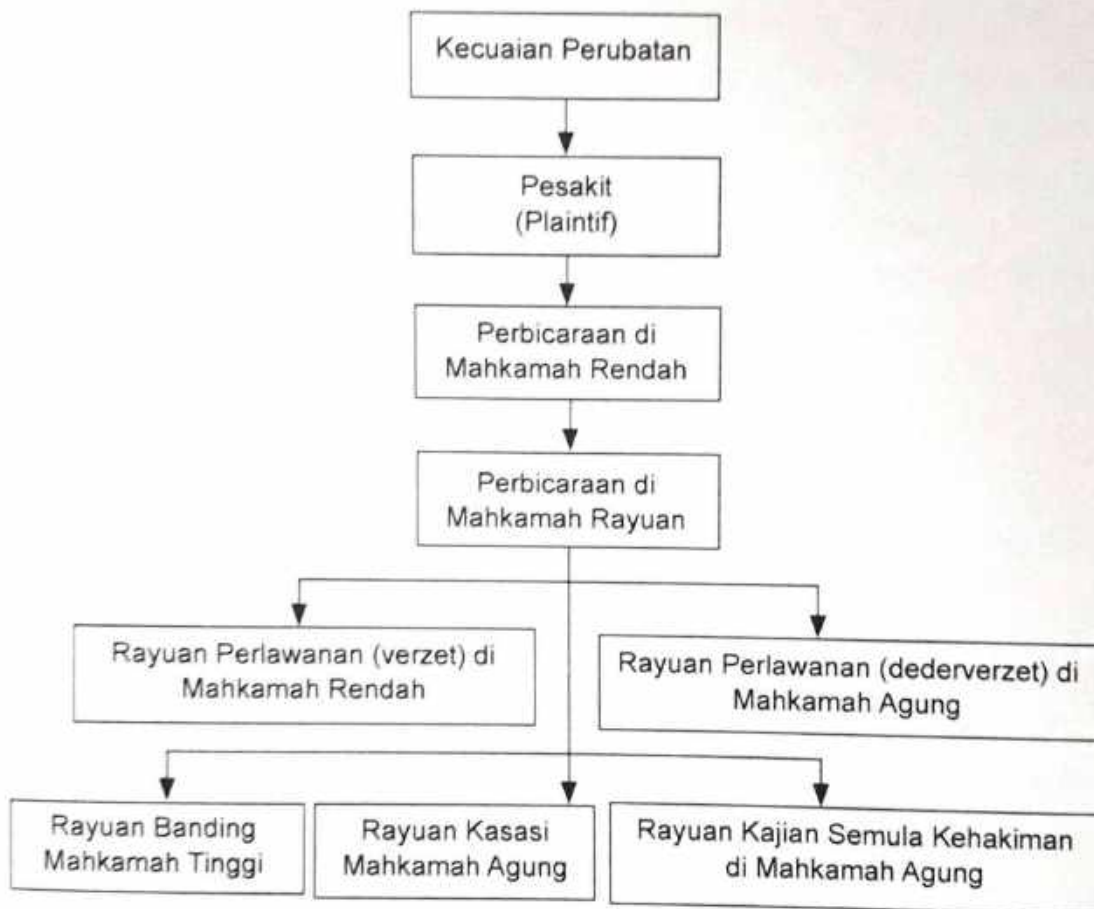 Kecuaian Perubatan
Pesakit
(Plaintif)
Perbicaraan di
Mahkamah Rendah
Perbicaraan di
Mahkamah Rayuan
Rayuan Perlawanan (verzet) di
Mahkamah Rendah
Rayuan Perlawanan (dederverzet) di
Mahkamah Agung
Rayuan Banding
Mahkamah Tinggi
Rayuan Kasasi
Mahkamah Agung
Rayuan Kajian Semula Kehakiman
di Mahkamah Agung